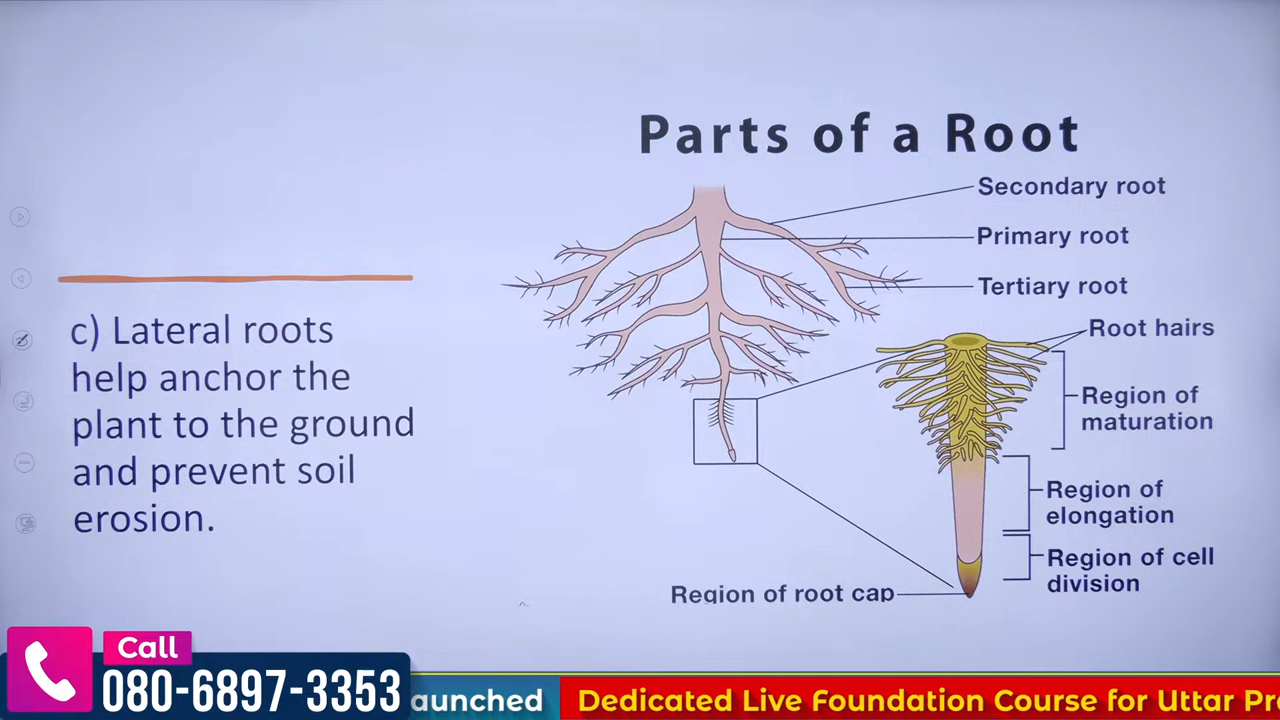 Parts of a Root
Secondary root
Primary root
Tertiary root
Root hairs
Region of
maturation
Region of
elongation
Region of cell
division
Region of root cap
c) Lateral roots
help anchor the
plant to the ground
and prevent soil
erosion.
Call
080-6897-3353
aunched
Dedicated Live Foundation Course for Uttar Pr